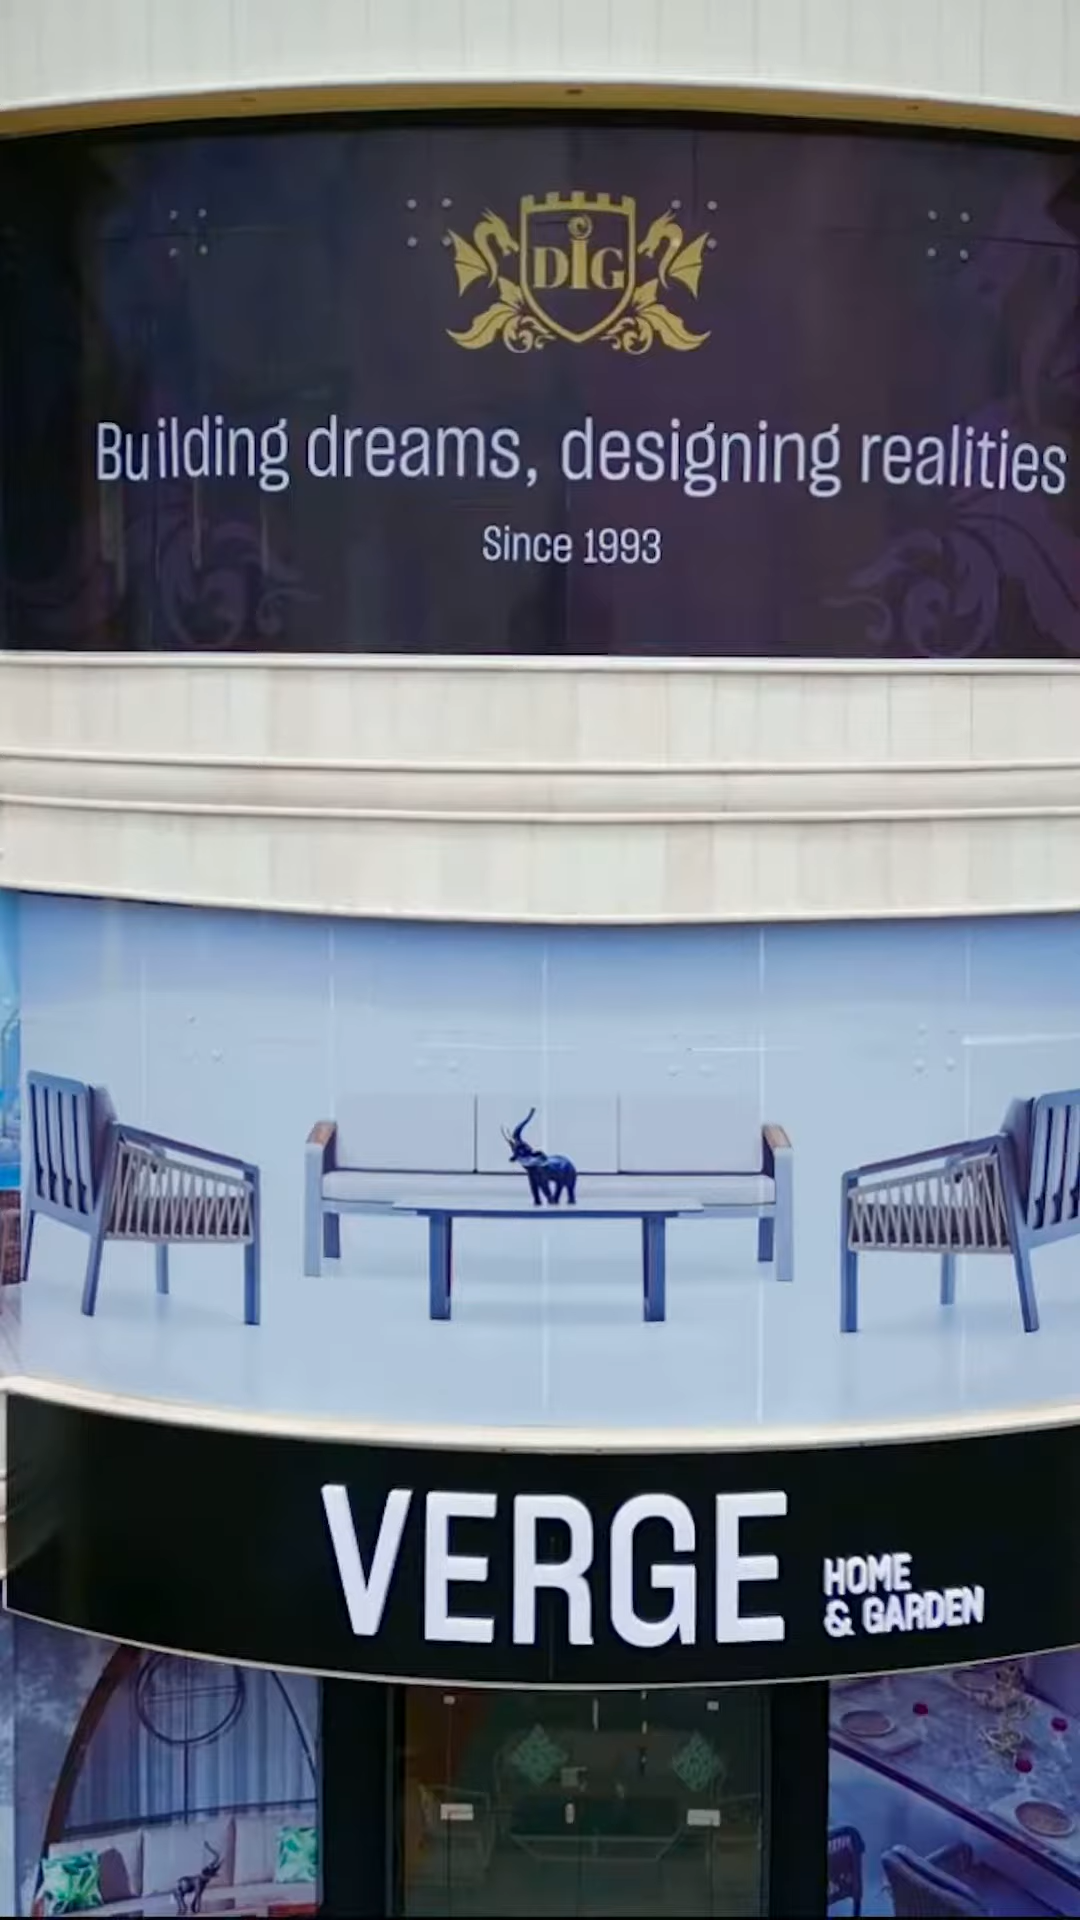 DiG
Building dreams, designing realities
Since 1993
VERGE
HOME
& GARDEN